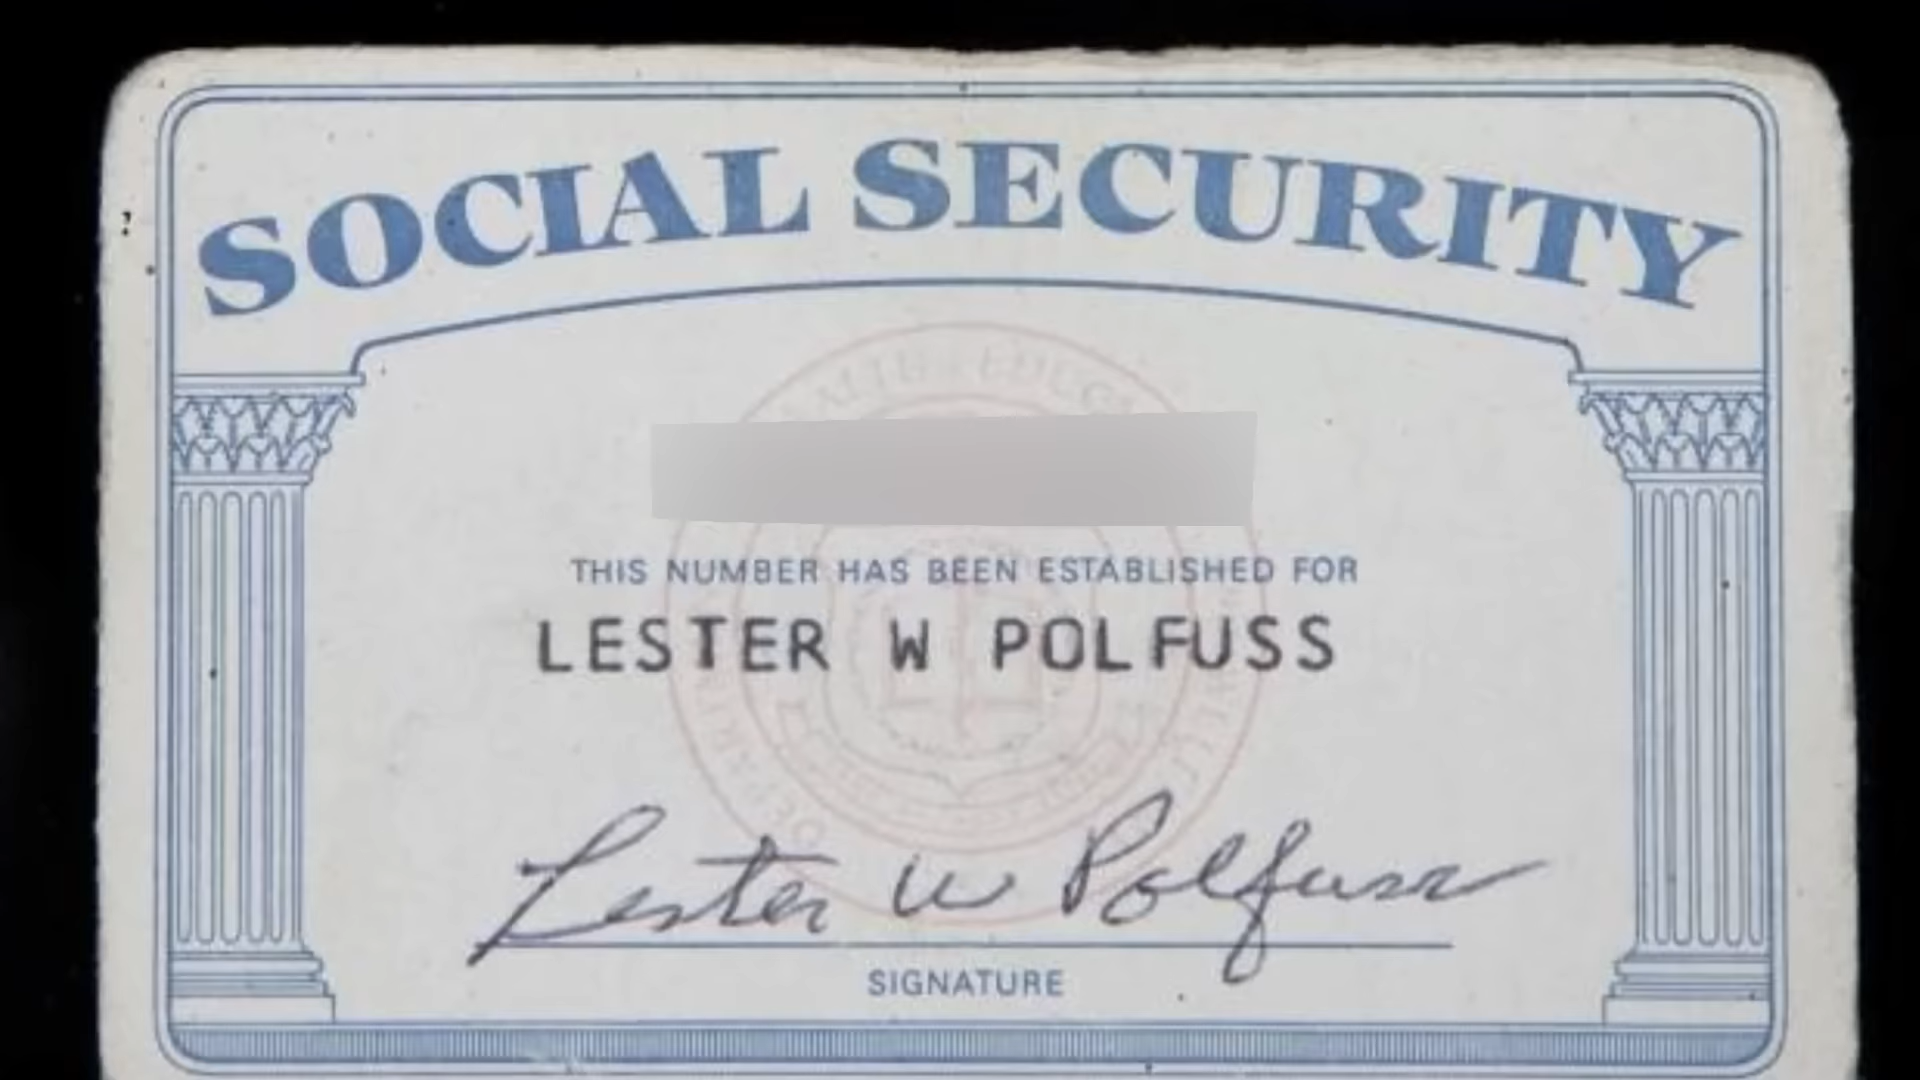 SOCIAL SECURITY
THIS NUMBER HAS BEEN ESTABLISHED FOR
LESTER W POLFUSS
Lester W Polfuss
SIGNATURE